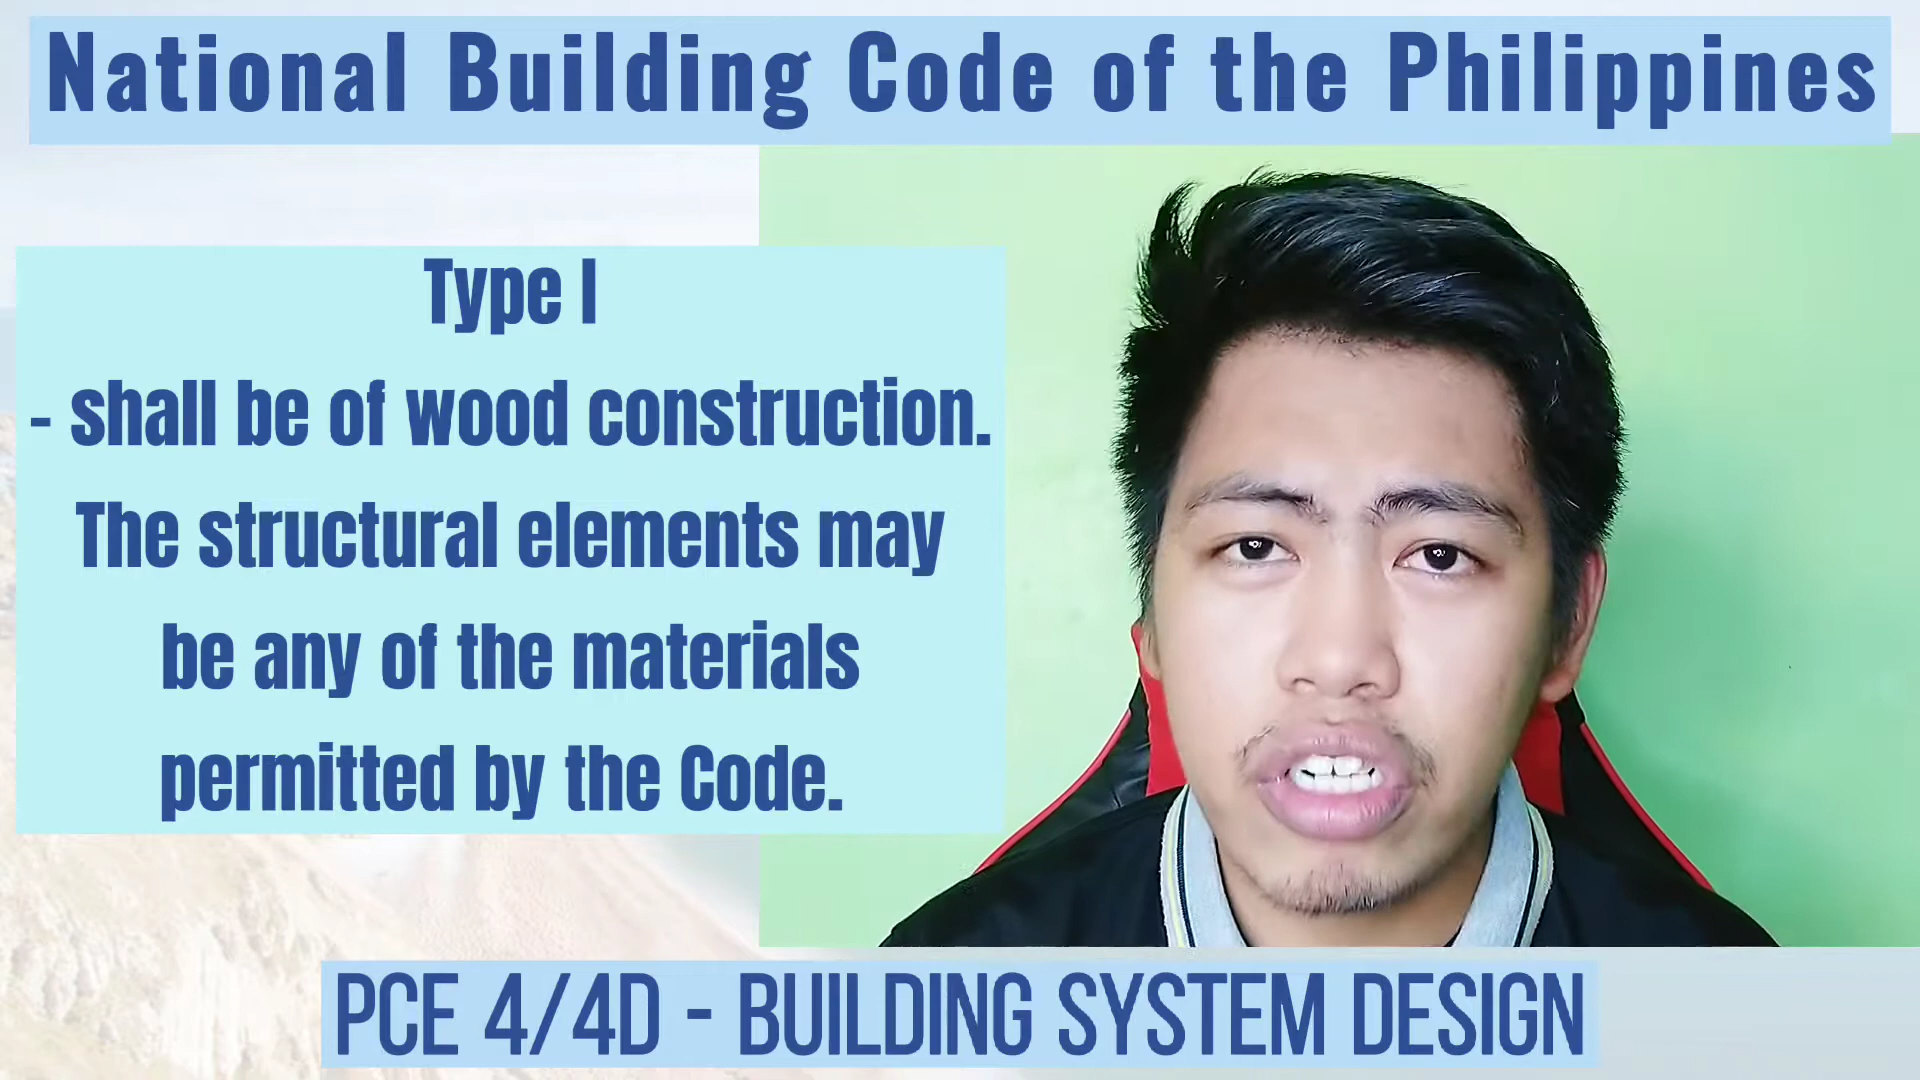 National Building Code of the Philippines
Type I
- shall be of wood construction.
The structural elements may
be any of the materials
permitted by the Code.
PCE 4/4D - BUILDING SYSTEM DESIGN